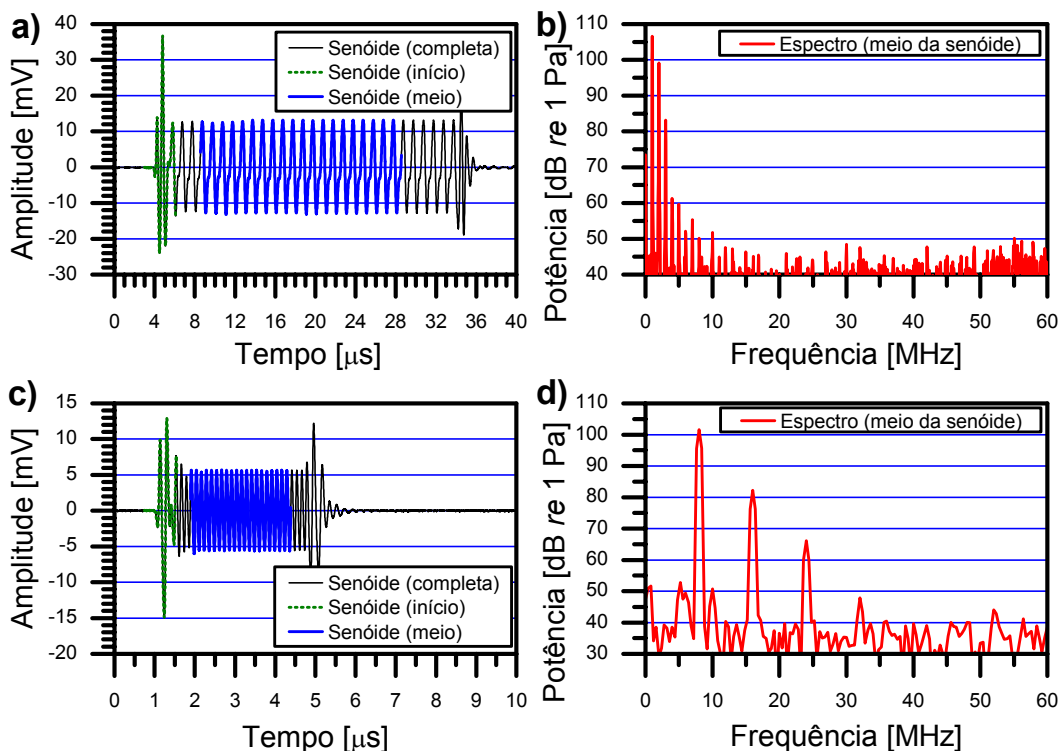 a)
Amplitude [mV]
40
30
20
10
0
-10
-20
-30
Senóide (completa)
Senóide (início)
Senóide (meio)
0 4 8 12 16 20 24 28 32 36 40
Tempo [μs]
b)
Potência [dB re 1 Pa]
110
100
90
80
70
60
50
40
Espectro (meio da senóide)
0 10 20 30 40 50 60
Frequência [MHz]
c)
Amplitude [mV]
15
10
5
0
-5
-10
-15
-20
Senóide (completa)
Senóide (início)
Senóide (meio)
0 1 2 3 4 5 6 7 8 9 10
Tempo [μs]
d)
Potência [dB re 1 Pa]
110
100
90
80
70
60
50
40
30
Espectro (meio da senóide)
0 10 20 30 40 50 60
Frequência [MHz]